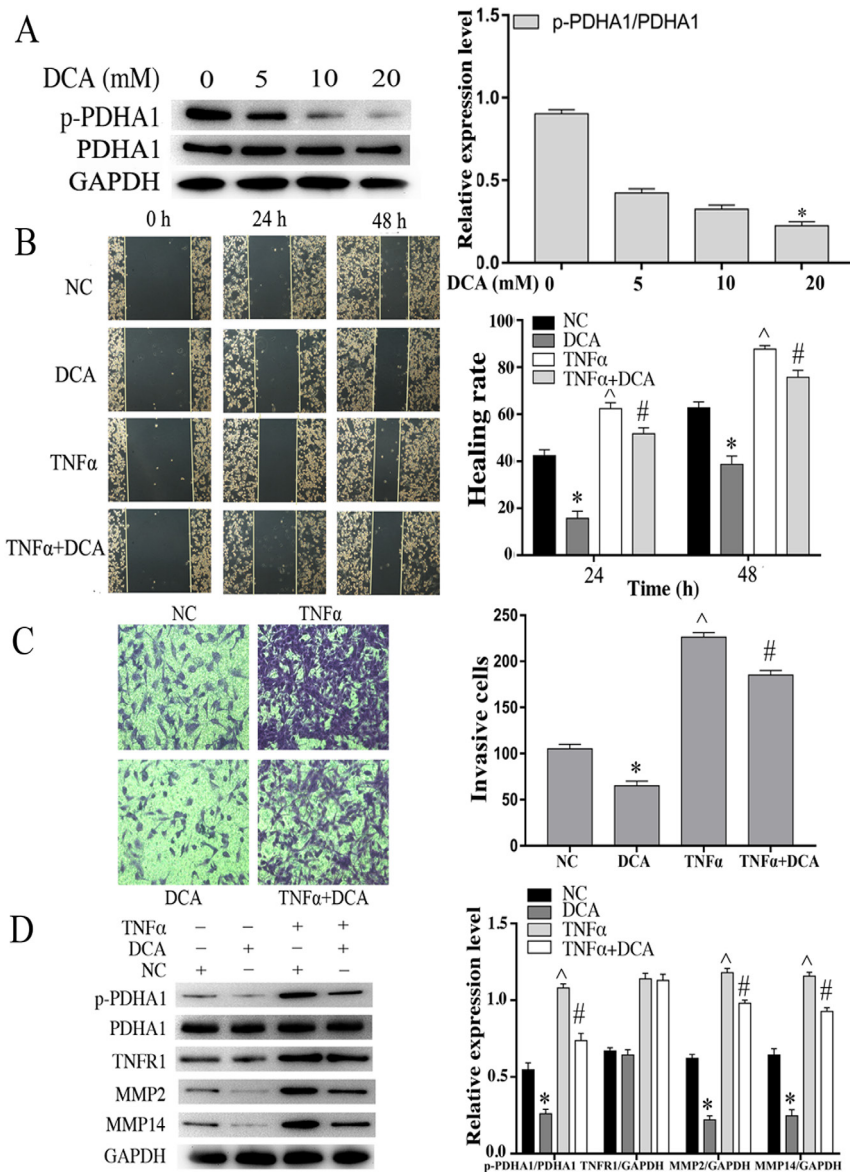 A
DCA (mM) 0 5 10 20
p-PDHA1
PDHA1
GAPDH
1.5
1.0
0.5
0.0
Relative expression level
p-PDHA1/PDHA1
*
DCA (mM) 0 5 10 20
B
0 h 24 h 48 h
NC
DCA
TNFα
TNFα+DCA
100
80
60
40
20
0
Healing rate
NC
DCA
TNFα
TNFα+DCA
* ^ # * ^ #
24 48
Time (h)
C
NC TNFα
DCA TNFα+DCA
250
200
150
100
50
0
Invasive cells
* ^ #
NC DCA TNFα TNFα+DCA
D
TNFα − − + +
DCA − + − +
NC + − + −
p-PDHA1
PDHA1
TNFR1
MMP2
MMP14
GAPDH
1.5
1.0
0.5
0.0
Relative expression level
NC
DCA
TNFα
TNFα+DCA
* ^ # * ^ # * ^ #
p-PDHA1/PDHA1 TNFR1/GAPDH MMP2/GAPDH MMP14/GAPDH